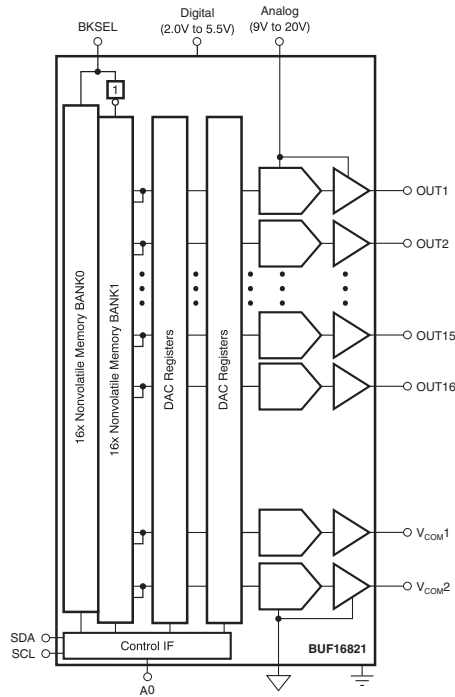 BKSEL
Digital
(2.0V to 5.5V)
Analog
(9V to 20V)
1
16x Nonvolatile Memory BANK0
16x Nonvolatile Memory BANK1
DAC Registers
DAC Registers
OUT1
OUT2
OUT15
OUT16
VCOM1
VCOM2
SDA
SCL
Control IF
BUF16821
A0